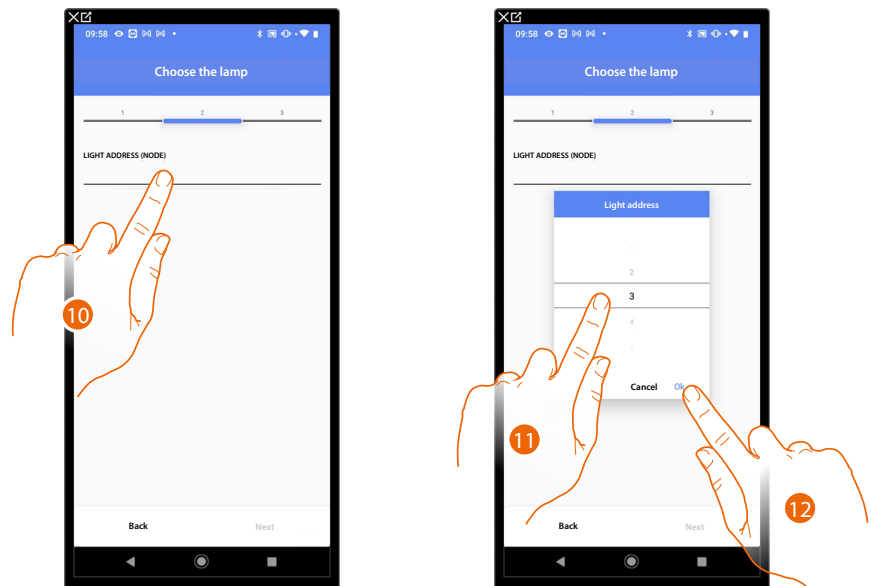 09:58
Choose the lamp
1 2 3
LIGHT ADDRESS (NODE)
10
Back Next
09:58
Choose the lamp
1 2 3
LIGHT ADDRESS (NODE)
Light address
2
3
4
Cancel Ok
11
12
Back Next